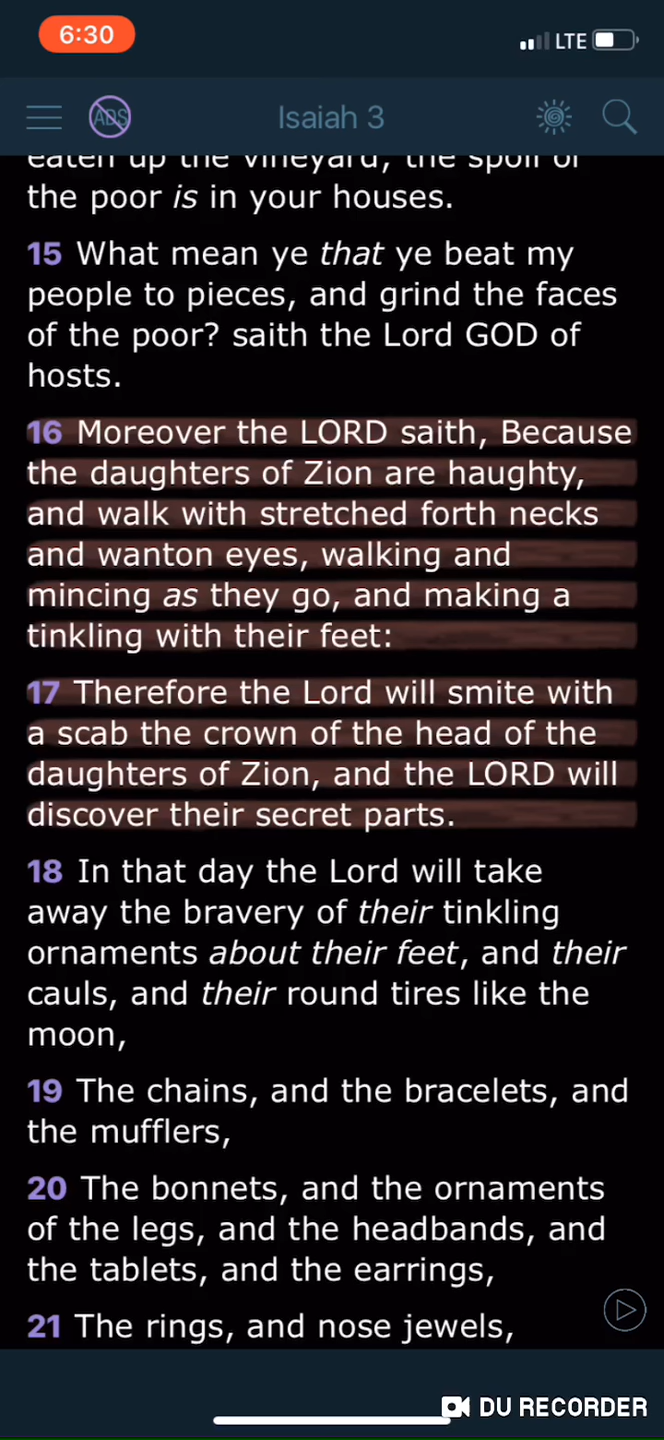 6:30
LTE
ADS
Isaiah 3
eaten up the vineyard; the spoil of
the poor is in your houses.
15 What mean ye that ye beat my
people to pieces, and grind the faces
of the poor? saith the Lord GOD of
hosts.
16 Moreover the LORD saith, Because
the daughters of Zion are haughty,
and walk with stretched forth necks
and wanton eyes, walking and
mincing as they go, and making a
tinkling with their feet:
17 Therefore the Lord will smite with
a scab the crown of the head of the
daughters of Zion, and the LORD will
discover their secret parts.
18 In that day the Lord will take
away the bravery of their tinkling
ornaments about their feet, and their
cauls, and their round tires like the
moon,
19 The chains, and the bracelets, and
the mufflers,
20 The bonnets, and the ornaments
of the legs, and the headbands, and
the tablets, and the earrings,
21 The rings, and nose jewels,
DU RECORDER